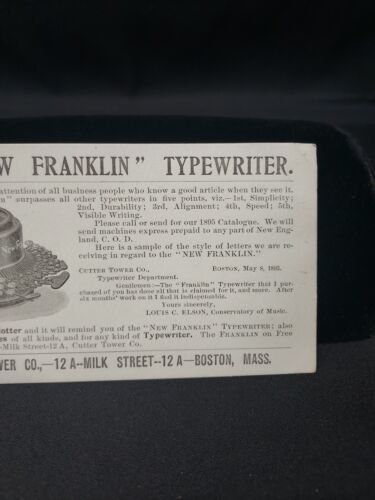 W FRANKLIN" TYPEWRITER.
attention of all business people who know a good article when they see it.
" surpasses all other typewriters in five points, viz.—1st, Simplicity;
2nd, Durability; 3rd, Alignment; 4th, Speed; 5th,
Visible Writing.
Please call or send for our 1895 Catalogue. We will
send machines express prepaid to any part of New Eng-
land, C. O. D.
Here is a sample of the style of letters we are re-
ceiving in regard to the "NEW FRANKLIN."
CUTTER TOWER CO., BOSTON, May 8, 1895.
Typewriter Department.
Gentlemen:—The "Franklin" Typewriter that I pur-
chased of you has done all that is claimed for it, and more. After
six months' work on it I find it indispensable.
Yours sincerely,
LOUIS C. ELSON, Conservatory of Music.
lotter and it will remind you of the "NEW FRANKLIN" TYPEWRITER; also
es of all kinds, and for any kind of Typewriter. The FRANKLIN on Free
-Milk Street-12 A, Cutter Tower Co.
WER CO.,—12 A--MILK STREET--12 A—BOSTON, MASS.